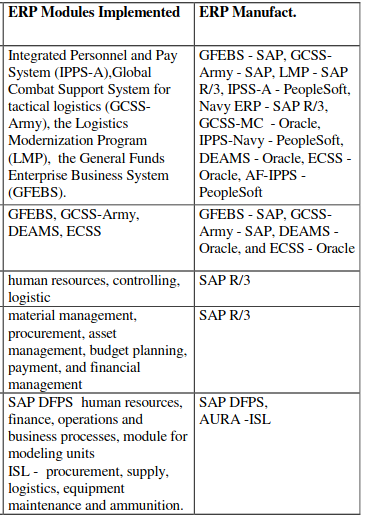 ERP Modules Implemented
ERP Manufact.
Integrated Personnel and Pay
System (IPPS-A),Global
Combat Support System for
tactical logistics (GCSS-
Army), the Logistics
Modernization Program
(LMP), the General Funds
Enterprise Business System
(GFEBS).
GFEBS - SAP, GCSS-
Army - SAP, LMP - SAP
R/3, IPSS-A - PeopleSoft,
Navy ERP - SAP R/3,
GCSS-MC - Oracle,
IPPS-Navy - PeopleSoft,
DEAMS - Oracle, ECSS -
Oracle, AF-IPPS -
PeopleSoft
GFEBS, GCSS-Army,
DEAMS, ECSS
GFEBS - SAP, GCSS-
Army - SAP, DEAMS -
Oracle, and ECSS - Oracle
human resources, controlling,
logistic
SAP R/3
material management,
procurement, asset
management, budget planning,
payment, and financial
management
SAP R/3
SAP DFPS human resources,
finance, operations and
business processes, module for
modeling units
ISL - procurement, supply,
logistics, equipment
maintenance and ammunition.
SAP DFPS,
AURA -ISL